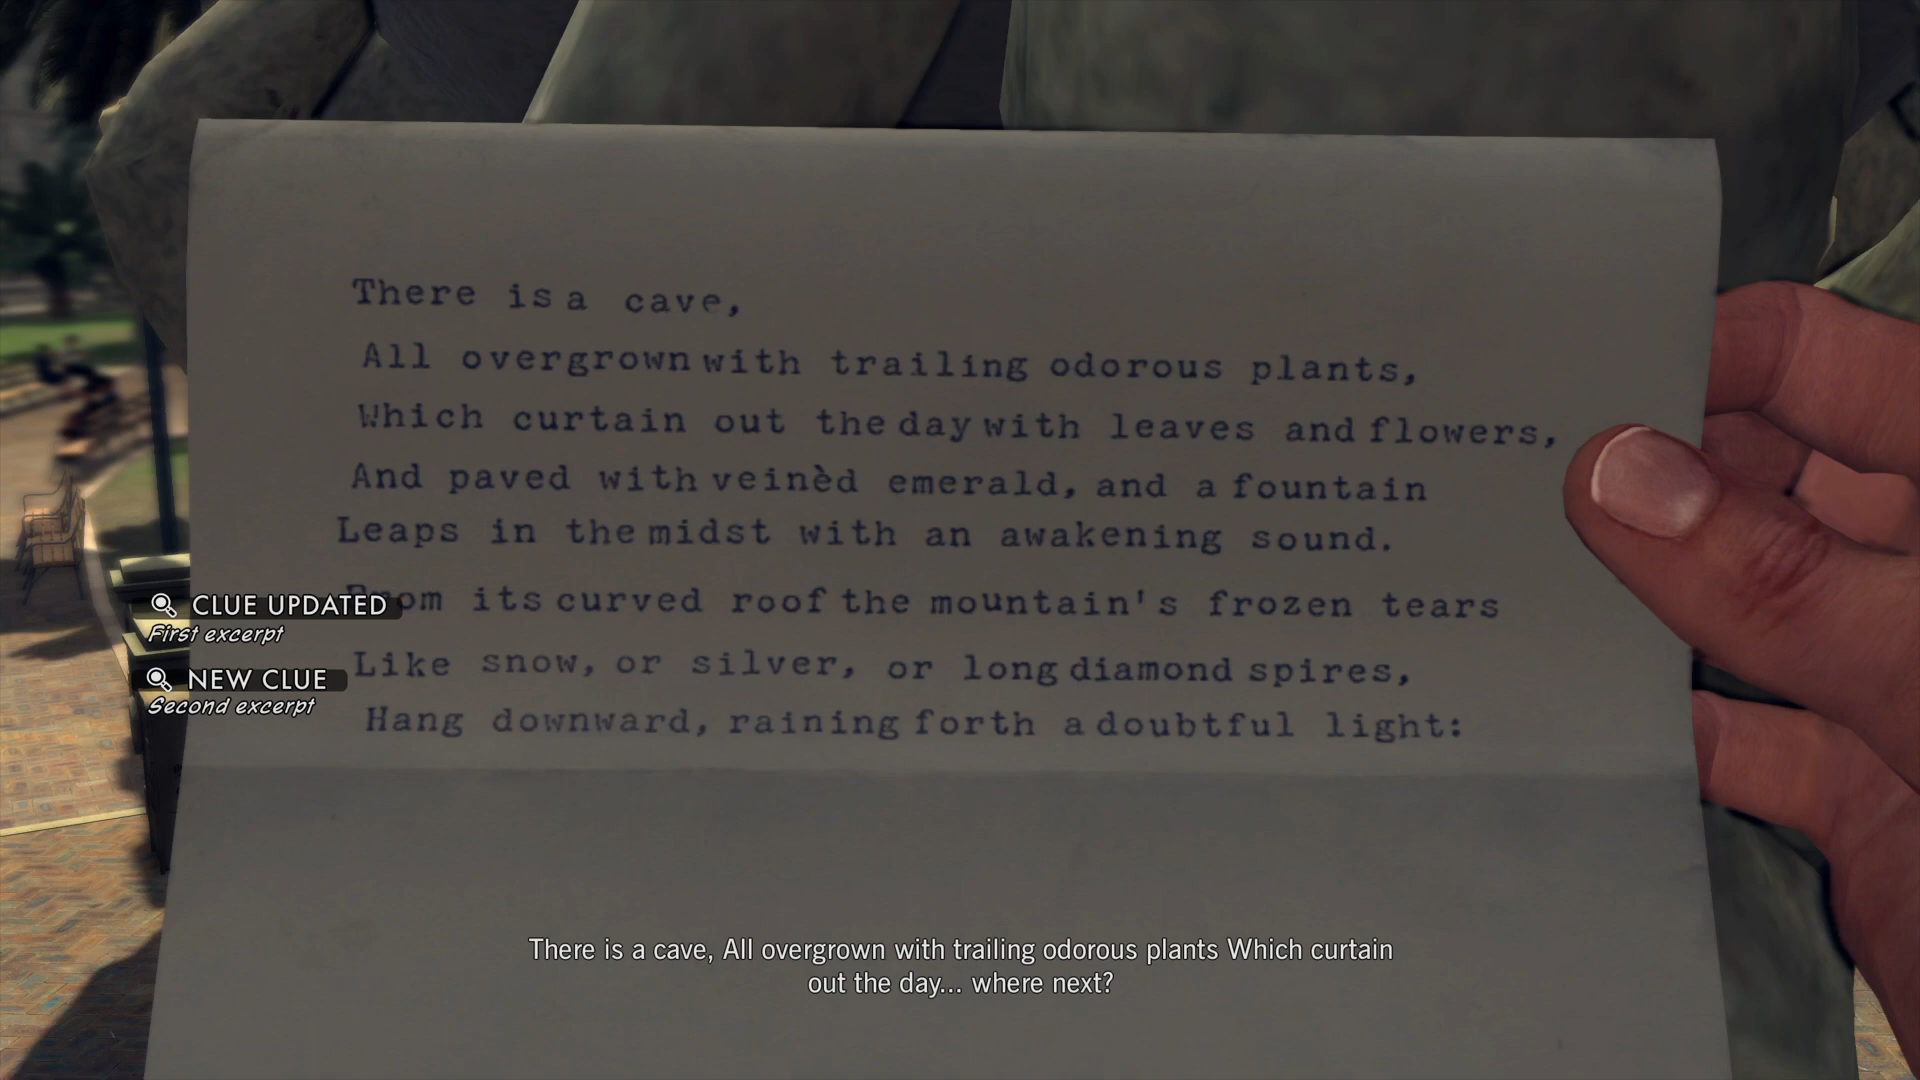 There is a cave,
All overgrown with trailing odorous plants,
Which curtain out the day with leaves and flowers,
And paved with veinèd emerald, and a fountain
Leaps in the midst with an awakening sound.
From its curved roof the mountain's frozen tears
Like snow, or silver, or long diamond spires,
Hang downward, raining forth a doubtful light:
CLUE UPDATED
First excerpt
NEW CLUE
Second excerpt
There is a cave, All overgrown with trailing odorous plants Which curtain
out the day... where next?